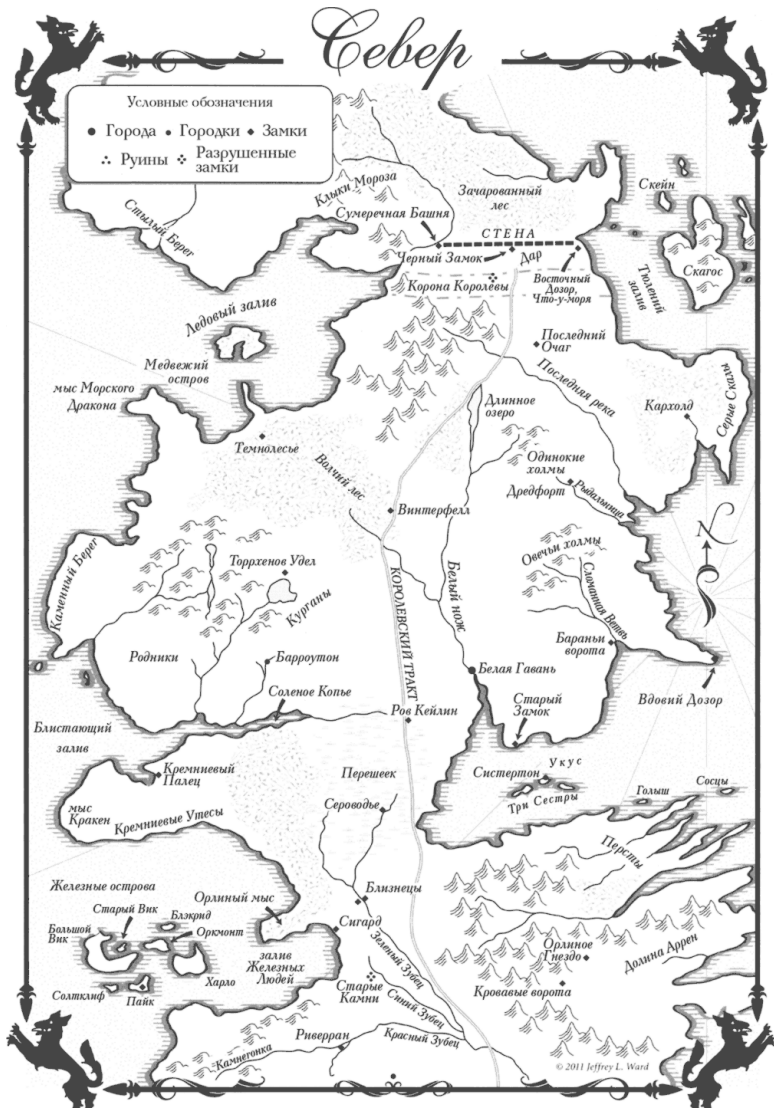 Север
Условные обозначения
Города Городки Замки
Руины Разрушенные
замки
Клыки Мороза
Зачарованный
лес
Скейн
Сумеречная Башня
Стылый Берег
СТЕНА
Черный Замок
Дар
Восточный
Дозор,
Что-у-моря
Тюлений
залив
Скагос
Корона Королевы
Ледовый залив
Последний
Очаг
Медвежий
остров
Последняя река
мыс Морского
Дракона
Длинное
озеро
Кархолд
Серые Скалы
Темнолесье
Волчий лес
Одинокие
холмы
Дредфорт
Рыдальница
Винтерфелл
N
Каменный Берег
Торрхенов Удел
Курганы
КОРОЛЕВСКИЙ ТРАКТ
Белый нож
Овечьи холмы
Сломанная Ветвь
Родники
Барроутон
Бараньи
ворота
Белая Гавань
Вдовий Дозор
Соленое Копье
Ров Кейлин
Старый
Замок
Блистающий
залив
Кремниевый
Палец
Перешеек
Укус
Систертон
Три Сестры
Голыш
Сосцы
мыс
Кракен
Кремниевые Утесы
Сероводье
Персты
Железные острова
Орлиный мыс
Близнецы
Старый Вик
Блэкрид
Оркмонт
Большой
Вик
Сигард
Зеленый Зубец
залив
Железных
Людей
Орлиное
Гнездо
Долина Аррен
Харло
Солтклиф
Пайк
Старые
Камни
Синий Зубец
Кровавые ворота
Риверран
Красный Зубец
Камнегонка
© 2011 Jeffrey L. Ward